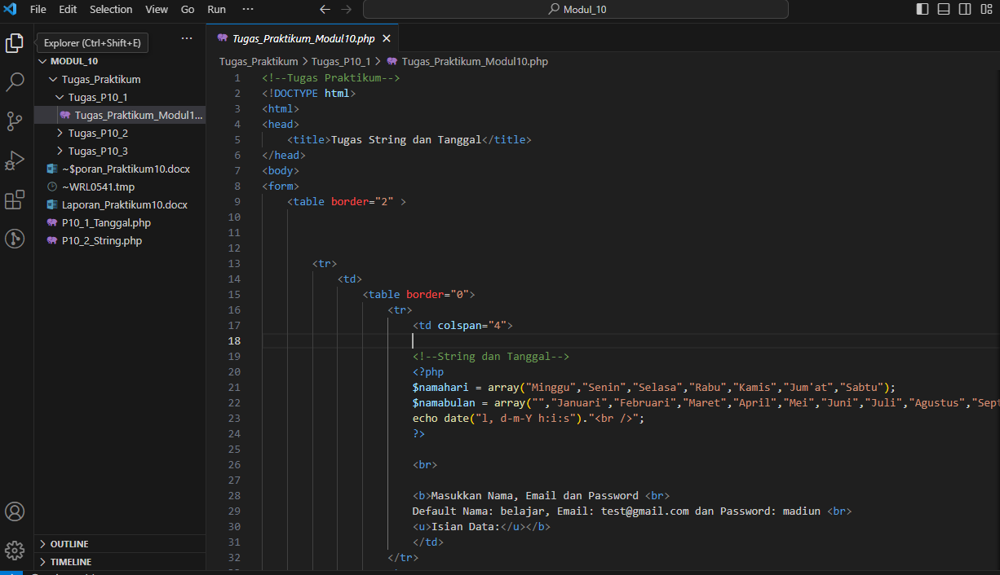 File Edit Selection View Go Run ··· Modul_10
Explorer (Ctrl+Shift+E) ···
MODUL_10
Tugas_Praktikum
Tugas_P10_1
Tugas_Praktikum_Modul1...
Tugas_P10_2
Tugas_P10_3
~$poran_Praktikum10.docx
~WRL0541.tmp
Laporan_Praktikum10.docx
P10_1_Tanggal.php
P10_2_String.php
OUTLINE
TIMELINE
Tugas_Praktikum_Modul10.php
Tugas_Praktikum > Tugas_P10_1 > Tugas_Praktikum_Modul10.php
1 <!--Tugas Praktikum-->
2 <!DOCTYPE html>
3 <html>
4 <head>
5 <title>Tugas String dan Tanggal</title>
6 </head>
7 <body>
8 <form>
9 <table border="2" >
10
11
12
13 <tr>
14 <td>
15 <table border="0">
16 <tr>
17 <td colspan="4">
18
19 <!--String dan Tanggal-->
20 <?php
21 $namahari = array("Minggu","Senin","Selasa","Rabu","Kamis","Jum'at","Sabtu");
22 $namabulan = array("","Januari","Februari","Maret","April","Mei","Juni","Juli","Agustus","Sept
23 echo date("l, d-m-Y h:i:s")."<br />";
24 ?>
25
26 <br>
27
28 <b>Masukkan Nama, Email dan Password <br>
29 Default Nama: belajar, Email: test@gmail.com dan Password: madiun <br>
30 <u>Isian Data:</u></b>
31 </td>
32 </tr>